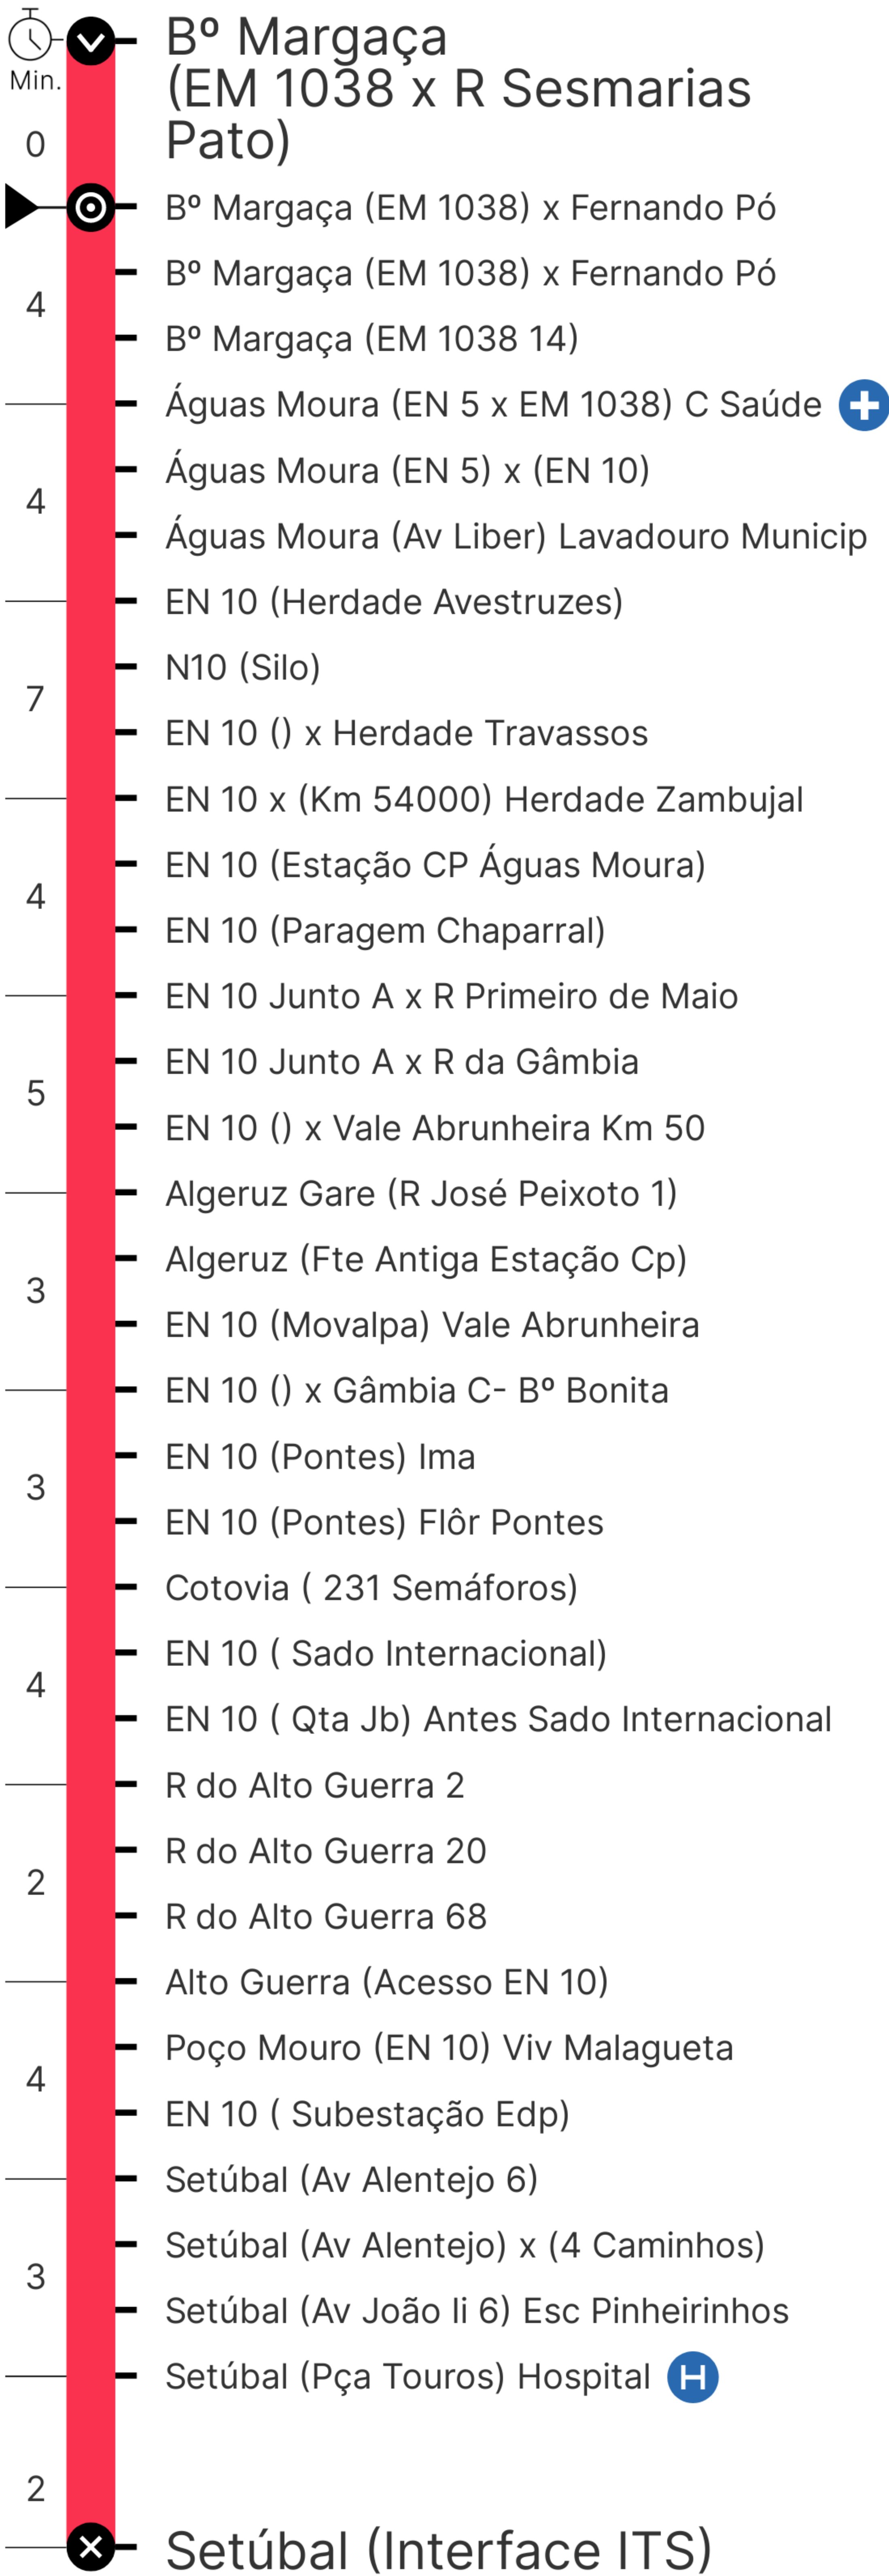 Bº Margaça
(EM 1038 x R Sesmarias
Pato)
Min.
0
Bº Margaça (EM 1038) x Fernando Pó
Bº Margaça (EM 1038) x Fernando Pó
4
Bº Margaça (EM 1038 14)
Águas Moura (EN 5 x EM 1038) C Saúde
Águas Moura (EN 5) x (EN 10)
4
Águas Moura (Av Liber) Lavadouro Municip
EN 10 (Herdade Avestruzes)
N10 (Silo)
7
EN 10 () x Herdade Travassos
EN 10 x (Km 54000) Herdade Zambujal
EN 10 (Estação CP Águas Moura)
4
EN 10 (Paragem Chaparral)
EN 10 Junto A x R Primeiro de Maio
EN 10 Junto A x R da Gâmbia
5
EN 10 () x Vale Abrunheira Km 50
Algeruz Gare (R José Peixoto 1)
Algeruz (Fte Antiga Estação Cp)
3
EN 10 (Movalpa) Vale Abrunheira
EN 10 () x Gâmbia C- Bº Bonita
EN 10 (Pontes) Ima
3
EN 10 (Pontes) Flôr Pontes
Cotovia ( 231 Semáforos)
EN 10 ( Sado Internacional)
4
EN 10 ( Qta Jb) Antes Sado Internacional
R do Alto Guerra 2
R do Alto Guerra 20
2
R do Alto Guerra 68
Alto Guerra (Acesso EN 10)
Poço Mouro (EN 10) Viv Malagueta
4
EN 10 ( Subestação Edp)
Setúbal (Av Alentejo 6)
Setúbal (Av Alentejo) x (4 Caminhos)
3
Setúbal (Av João Ii 6) Esc Pinheirinhos
Setúbal (Pça Touros) Hospital H
2
Setúbal (Interface ITS)